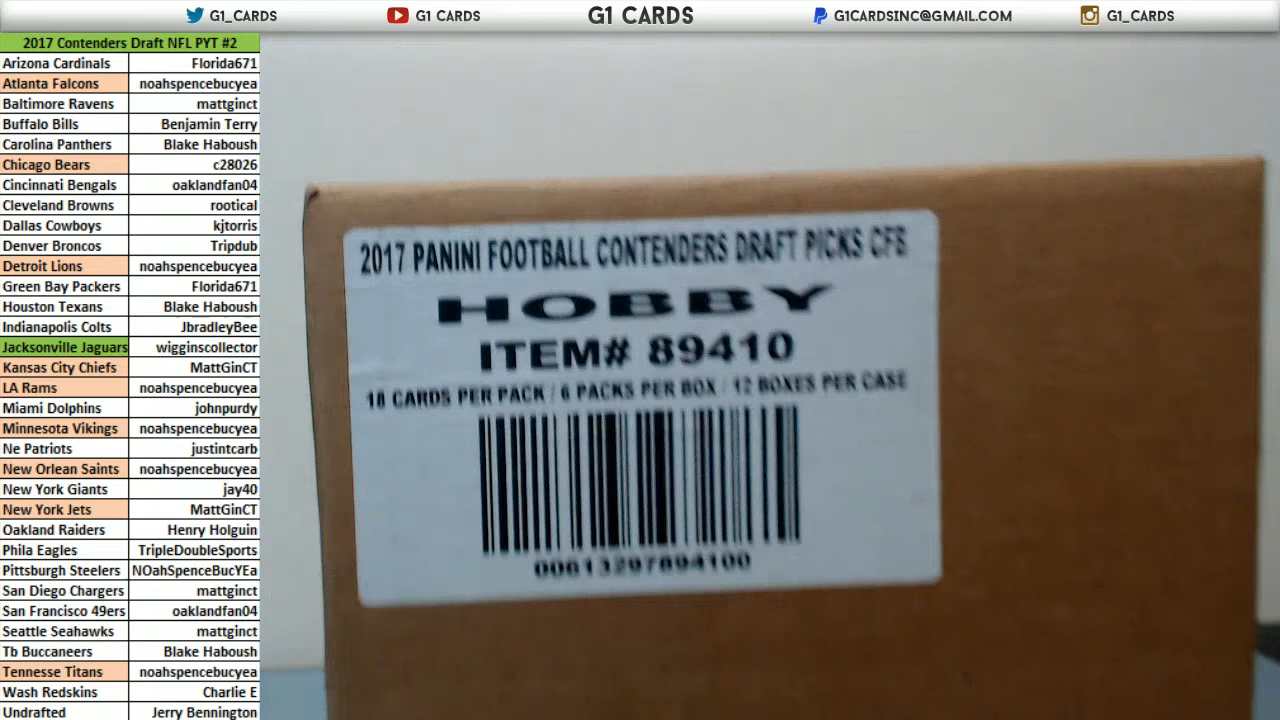 G1_CARDS G1 CARDS G1 CARDS G1CARDSINC@GMAIL.COM G1_CARDS
2017 Contenders Draft NFL PYT #2
Arizona Cardinals Florida671
Atlanta Falcons noahspencebucyea
Baltimore Ravens mattginct
Buffalo Bills Benjamin Terry
Carolina Panthers Blake Haboush
Chicago Bears c28026
Cincinnati Bengals oaklandfan04
Cleveland Browns rootical
Dallas Cowboys kjtorris
Denver Broncos Tripdub
Detroit Lions noahspencebucyea
Green Bay Packers Florida671
Houston Texans Blake Haboush
Indianapolis Colts JbradleyBee
Jacksonville Jaguars wigginscollector
Kansas City Chiefs MattGinCT
LA Rams noahspencebucyea
Miami Dolphins johnpurdy
Minnesota Vikings noahspencebucyea
Ne Patriots justintcarb
New Orlean Saints noahspencebucyea
New York Giants jay40
New York Jets MattGinCT
Oakland Raiders Henry Holguin
Phila Eagles TripleDoubleSports
Pittsburgh Steelers NOahSpenceBucYEa
San Diego Chargers mattginct
San Francisco 49ers oaklandfan04
Seattle Seahawks mattginct
Tb Buccaneers Blake Haboush
Tennesse Titans noahspencebucyea
Wash Redskins Charlie E
Undrafted Jerry Bennington
2017 PANINI FOOTBALL CONTENDERS DRAFT PICKS CFB
HOBBY
ITEM# 89410
18 CARDS PER PACK / 6 PACKS PER BOX / 12 BOXES PER CASE
00613297894100